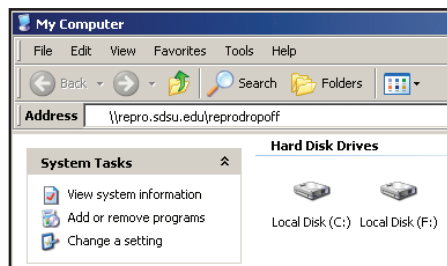 My Computer
File Edit View Favorites Tools Help
Back Search Folders
Address \\repro.sdsu.edu\reprodropoff
System Tasks
View system information
Add or remove programs
Change a setting
Hard Disk Drives
Local Disk (C:) Local Disk (F:)